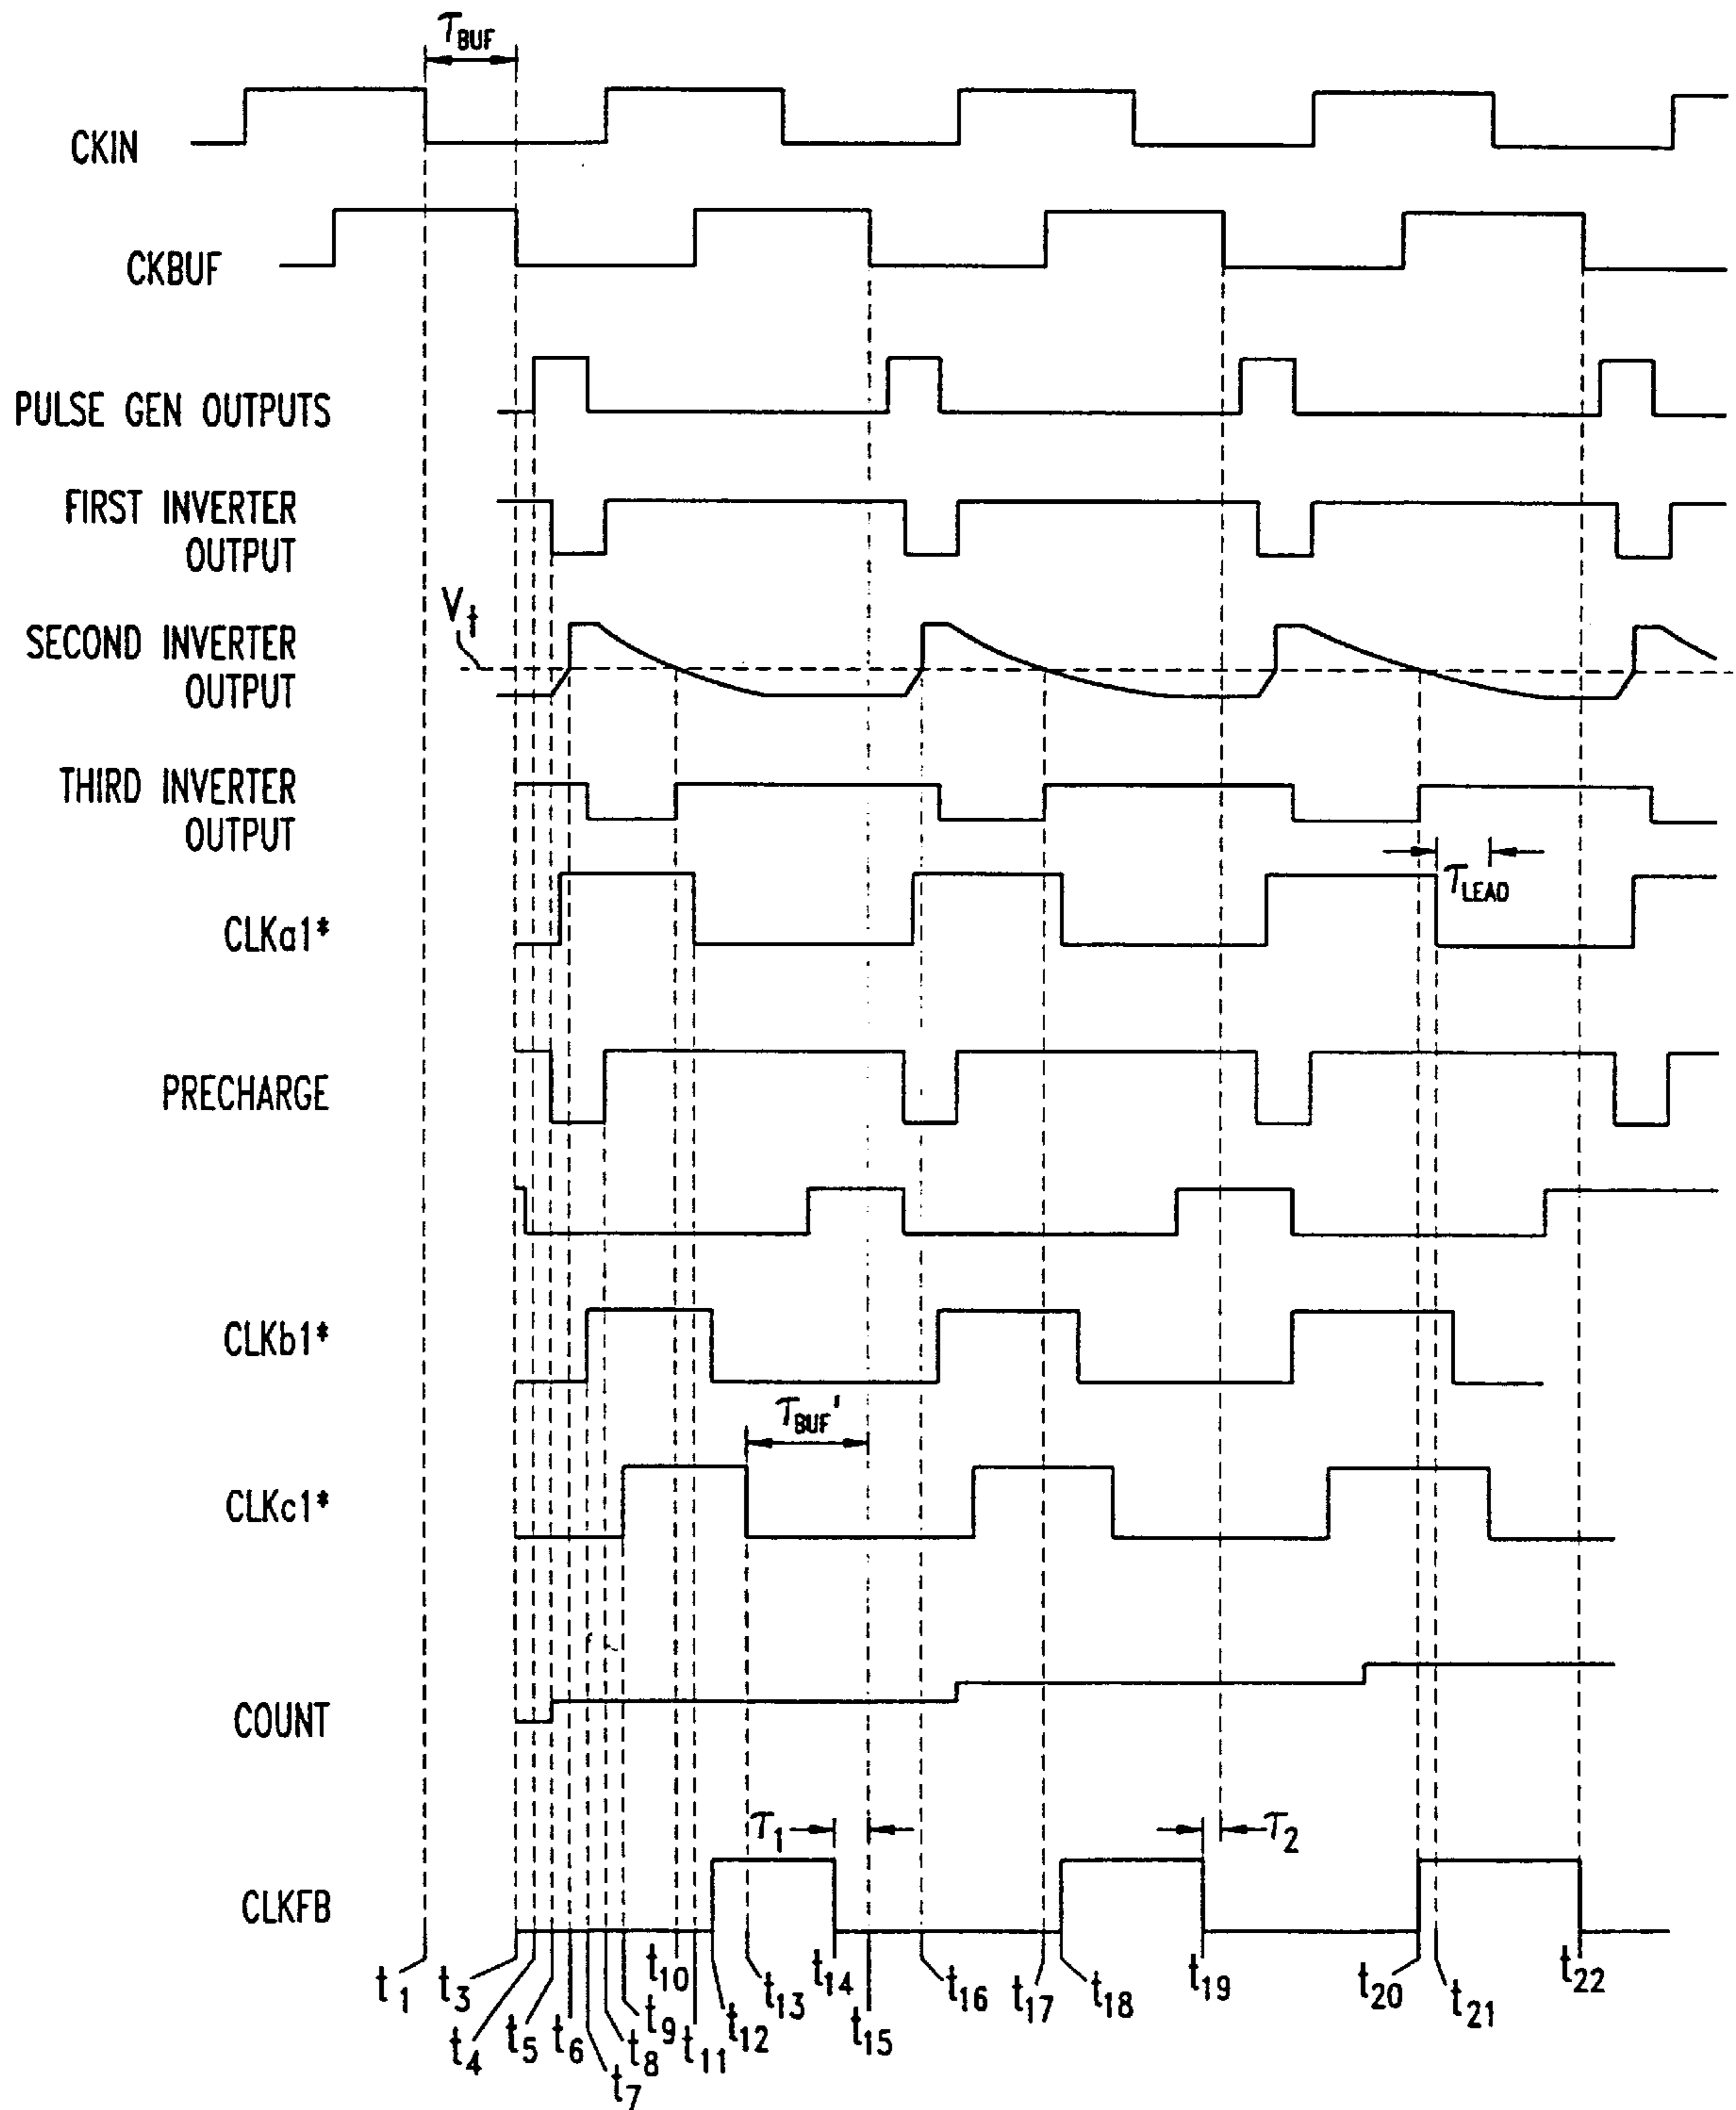 τBUF
CKIN
CKBUF
PULSE GEN OUTPUTS
FIRST INVERTER
OUTPUT
Vt
SECOND INVERTER
OUTPUT
THIRD INVERTER
OUTPUT
τLEAD
CLKa1*
PRECHARGE
CLKb1*
τBUF'
CLKc1*
COUNT
τ1
τ2
CLKFB
t1
t3
t4
t5
t6
t7
t8
t9
t10
t11
t12
t13
t14
t15
t16
t17
t18
t19
t20
t21
t22